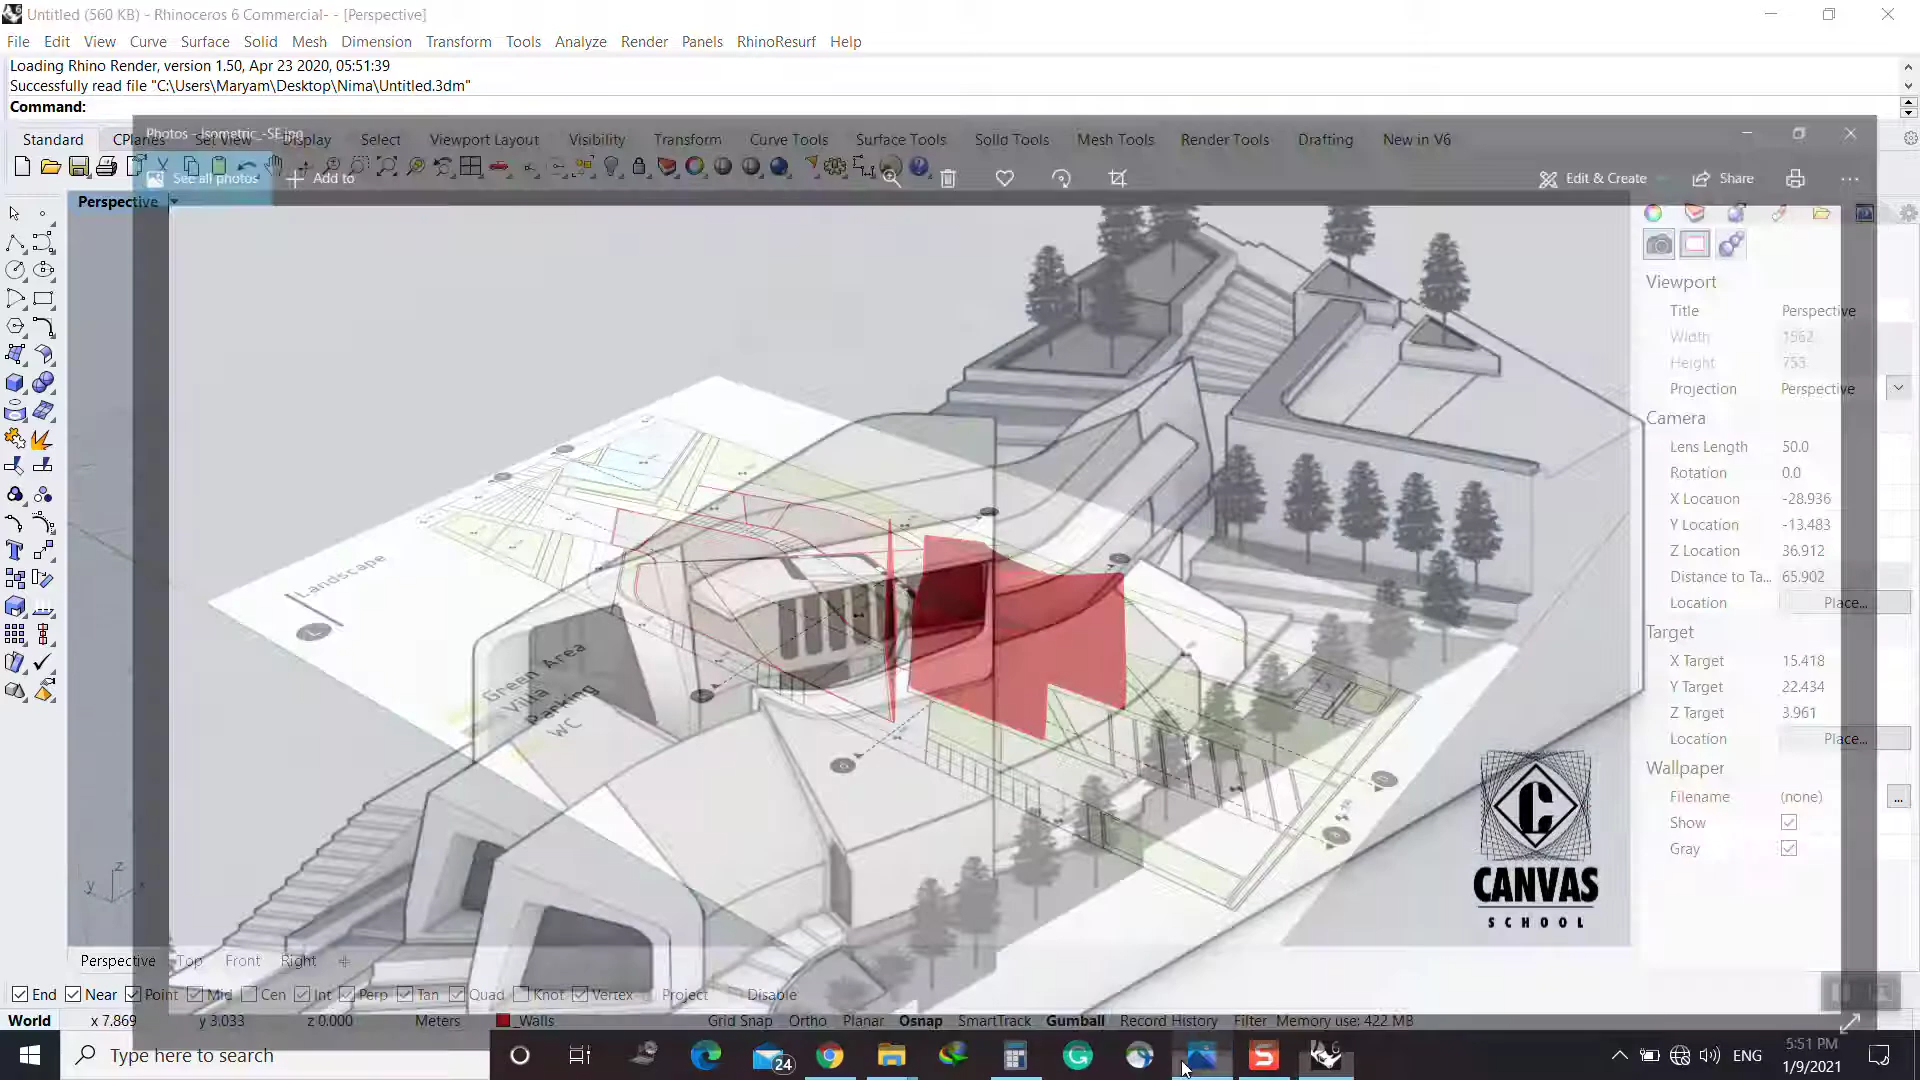 Untitled (560 KB) - Rhinoceros 6 Commercial- - [Perspective]
File Edit View Curve Surface Solid Mesh Dimension Transform Tools Analyze Render Panels RhinoResurf Help
Loading Rhino Render, version 1.50, Apr 23 2020, 05:51:39
Successfully read file "C:\Users\Maryam\Desktop\Nima\Untitled.3dm"
Command:
Photos - Isometric_-SE.jpg
Standard CPlanes Set View Display Select Viewport Layout Visibility Transform Curve Tools Surface Tools Solid Tools Mesh Tools Render Tools Drafting New in V6
See all photos Add to Edit & Create Share
Perspective
Viewport
Title Perspective
Width 1562
Height 753
Projection Perspective
Camera
Lens Length 50.0
Rotation 0.0
X Location -28.936
Y Location -13.483
Z Location 36.912
Distance to Ta... 65.902
Location Place...
Target
X Target 15.418
Y Target 22.434
Z Target 3.961
Location Place...
Wallpaper
Filename (none) ...
Show
Gray
Landscape
Green Area
Villa
Parking
WC
z
y x
CANVAS
SCHOOL
Perspective Top Front Right
End Near Point Mid Cen Int Perp Tan Quad Knot Vertex Project Disable
World x 7.869 y 3.033 z 0.000 Meters _Walls Grid Snap Ortho Planar Osnap SmartTrack Gumball Record History Filter Memory use: 422 MB
Type here to search
24
ENG
5:51 PM
1/9/2021